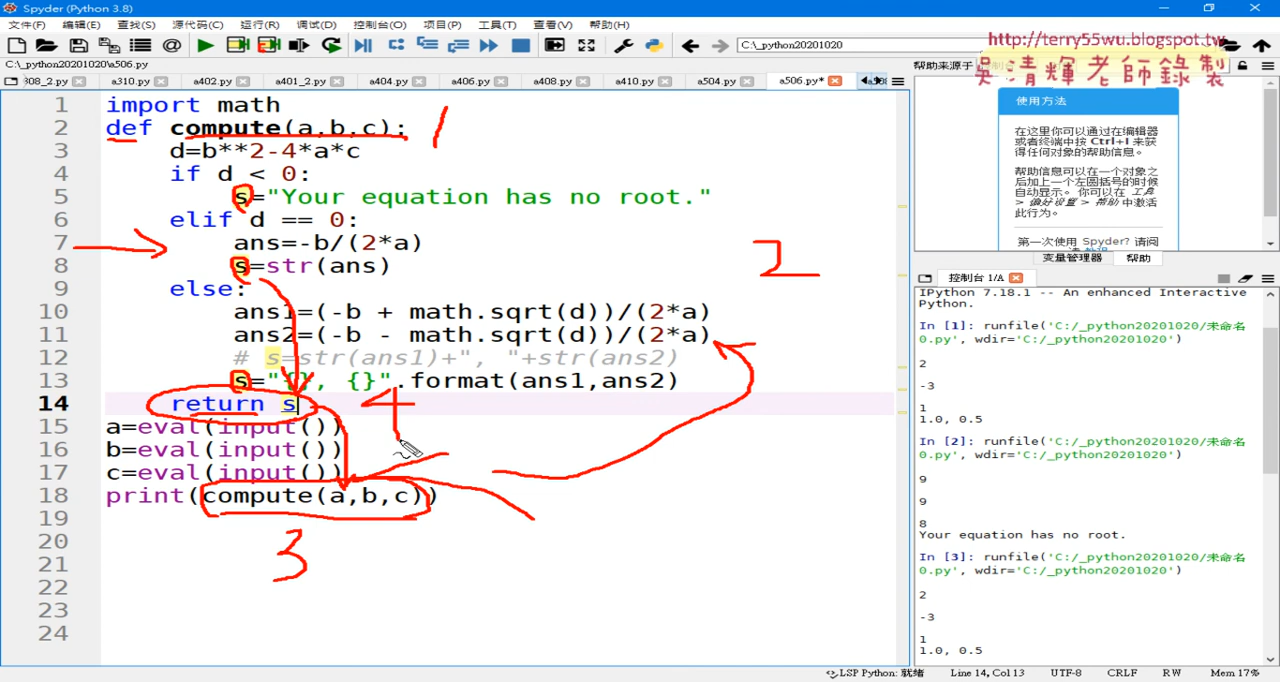 Spyder (Python 3.8)
文件(F) 编辑(E) 查找(S) 源代码(C) 运行(R) 调试(D) 控制台(O) 项目(P) 工具(T) 查看(V) 帮助(H)
C:\_python20201020
http://terry55wu.blogspot.tw
吳清輝老師錄製
C:\_python20201020\a506.py
308_2.py a310.py a402.py a401_2.py a404.py a406.py a408.py a410.py a504.py a506.py*
1 import math
2 def compute(a,b,c):
3 d=b**2-4*a*c
4 if d < 0:
5 s="Your equation has no root."
6 elif d == 0:
7 ans=-b/(2*a)
8 s=str(ans)
9 else:
10 ans1=(-b + math.sqrt(d))/(2*a)
11 ans2=(-b - math.sqrt(d))/(2*a)
12 # s=str(ans1)+", "+str(ans2)
13 s="{}, {}".format(ans1,ans2)
14 return s
15 a=eval(input())
16 b=eval(input())
17 c=eval(input())
18 print(compute(a,b,c))
19
20
21
22
23
24
1
2
3
4
帮助来源于
使用方法
在这里你可以通过在编辑器
或者终端中按 Ctrl+I 来获
得任何对象的帮助信息。
帮助信息可以在一个对象之
后加上一个左圆括号的时候
自动显示。你可以在 工具
> 偏好设置 > 帮助 中激活
此行为。
第一次使用 Spyder? 请阅
变量管理器 帮助
控制台 1/A
IPython 7.18.1 -- An enhanced Interactive
Python.
In [1]: runfile('C:/_python20201020/未命名
0.py', wdir='C:/_python20201020')
2
-3
1
1.0, 0.5
In [2]: runfile('C:/_python20201020/未命名
0.py', wdir='C:/_python20201020')
9
9
8
Your equation has no root.
In [3]: runfile('C:/_python20201020/未命名
0.py', wdir='C:/_python20201020')
2
-3
1
1.0, 0.5
LSP Python: 就绪 Line 14, Col 13 UTF-8 CRLF RW Mem 17%